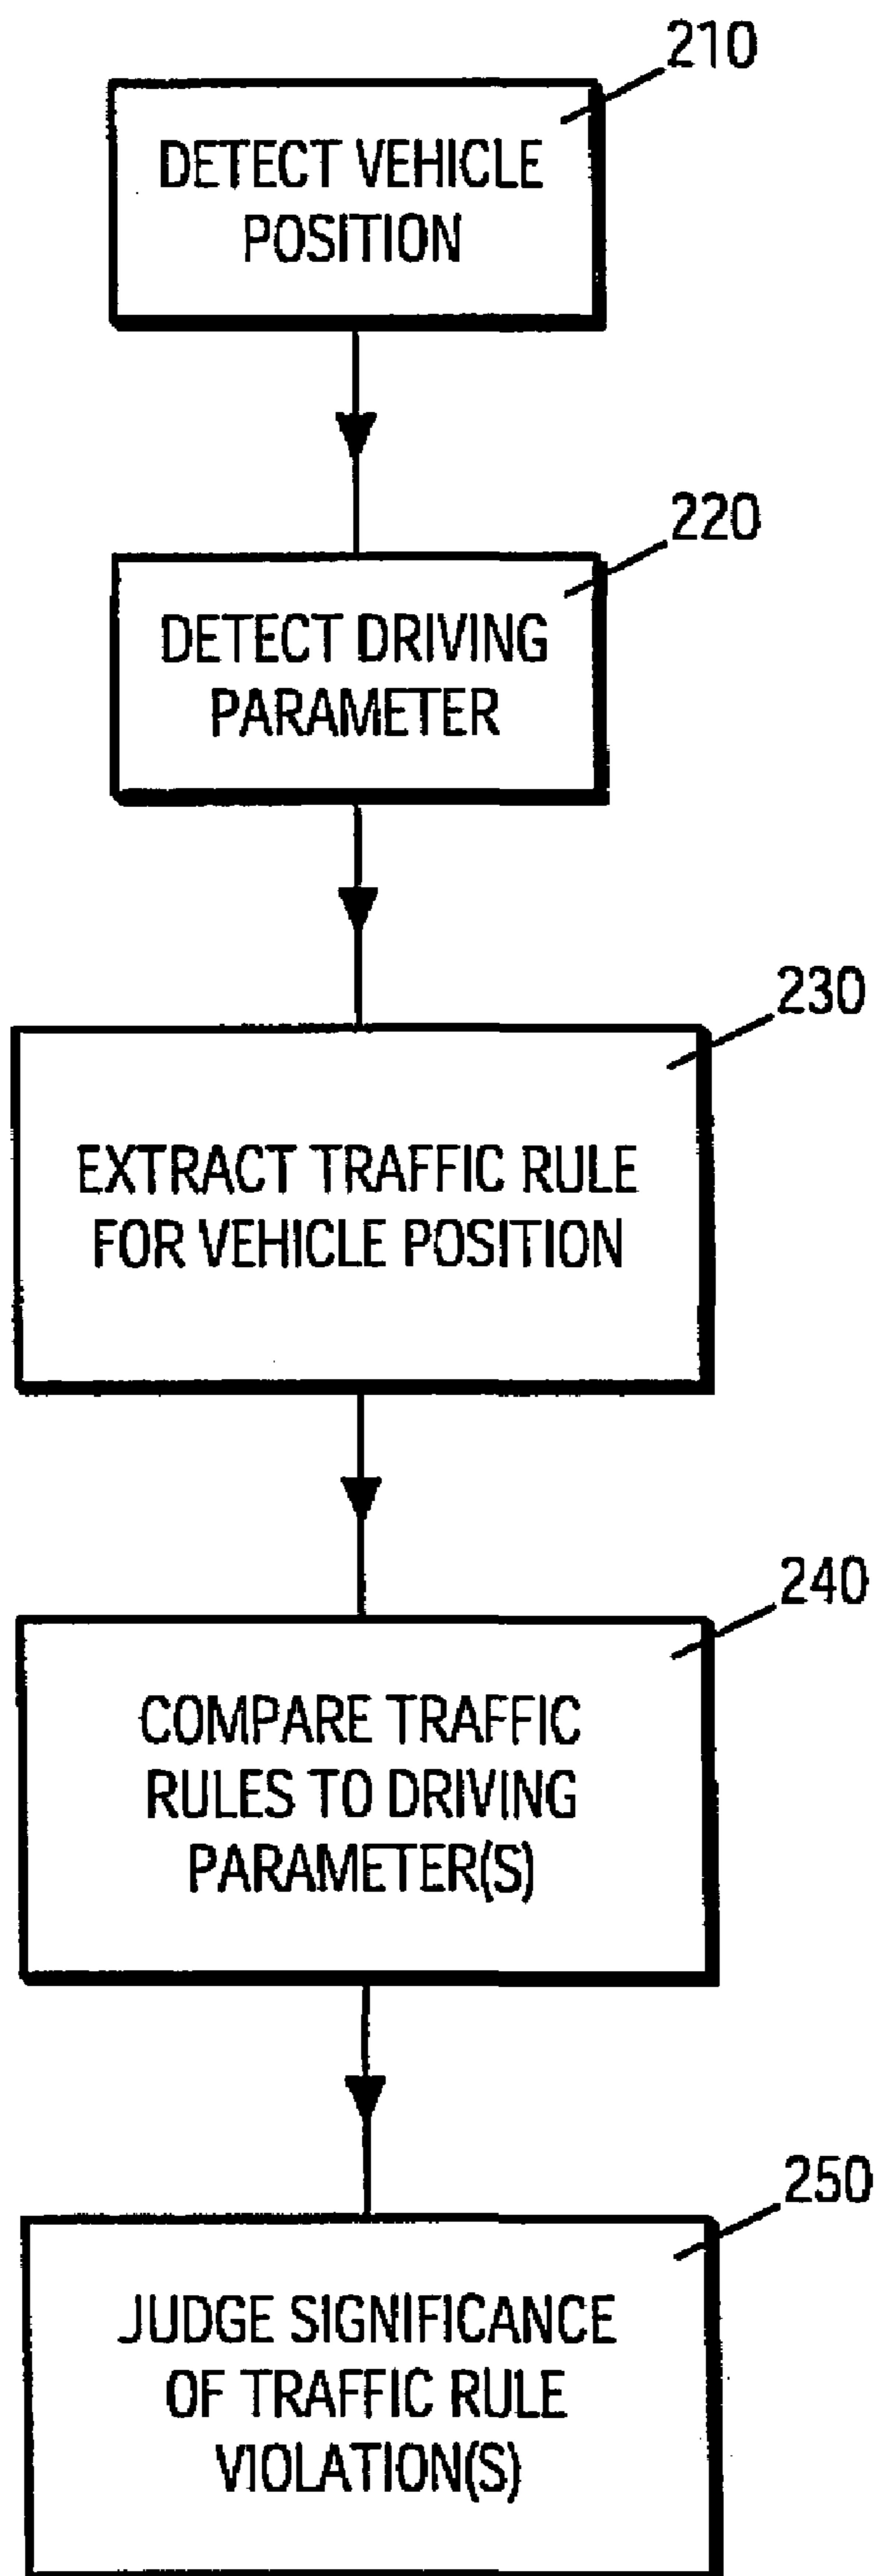 210
DETECT VEHICLE
POSITION
220
DETECT DRIVING
PARAMETER
230
EXTRACT TRAFFIC RULE
FOR VEHICLE POSITION
240
COMPARE TRAFFIC
RULES TO DRIVING
PARAMETER(S)
250
JUDGE SIGNIFICANCE
OF TRAFFIC RULE
VIOLATION(S)